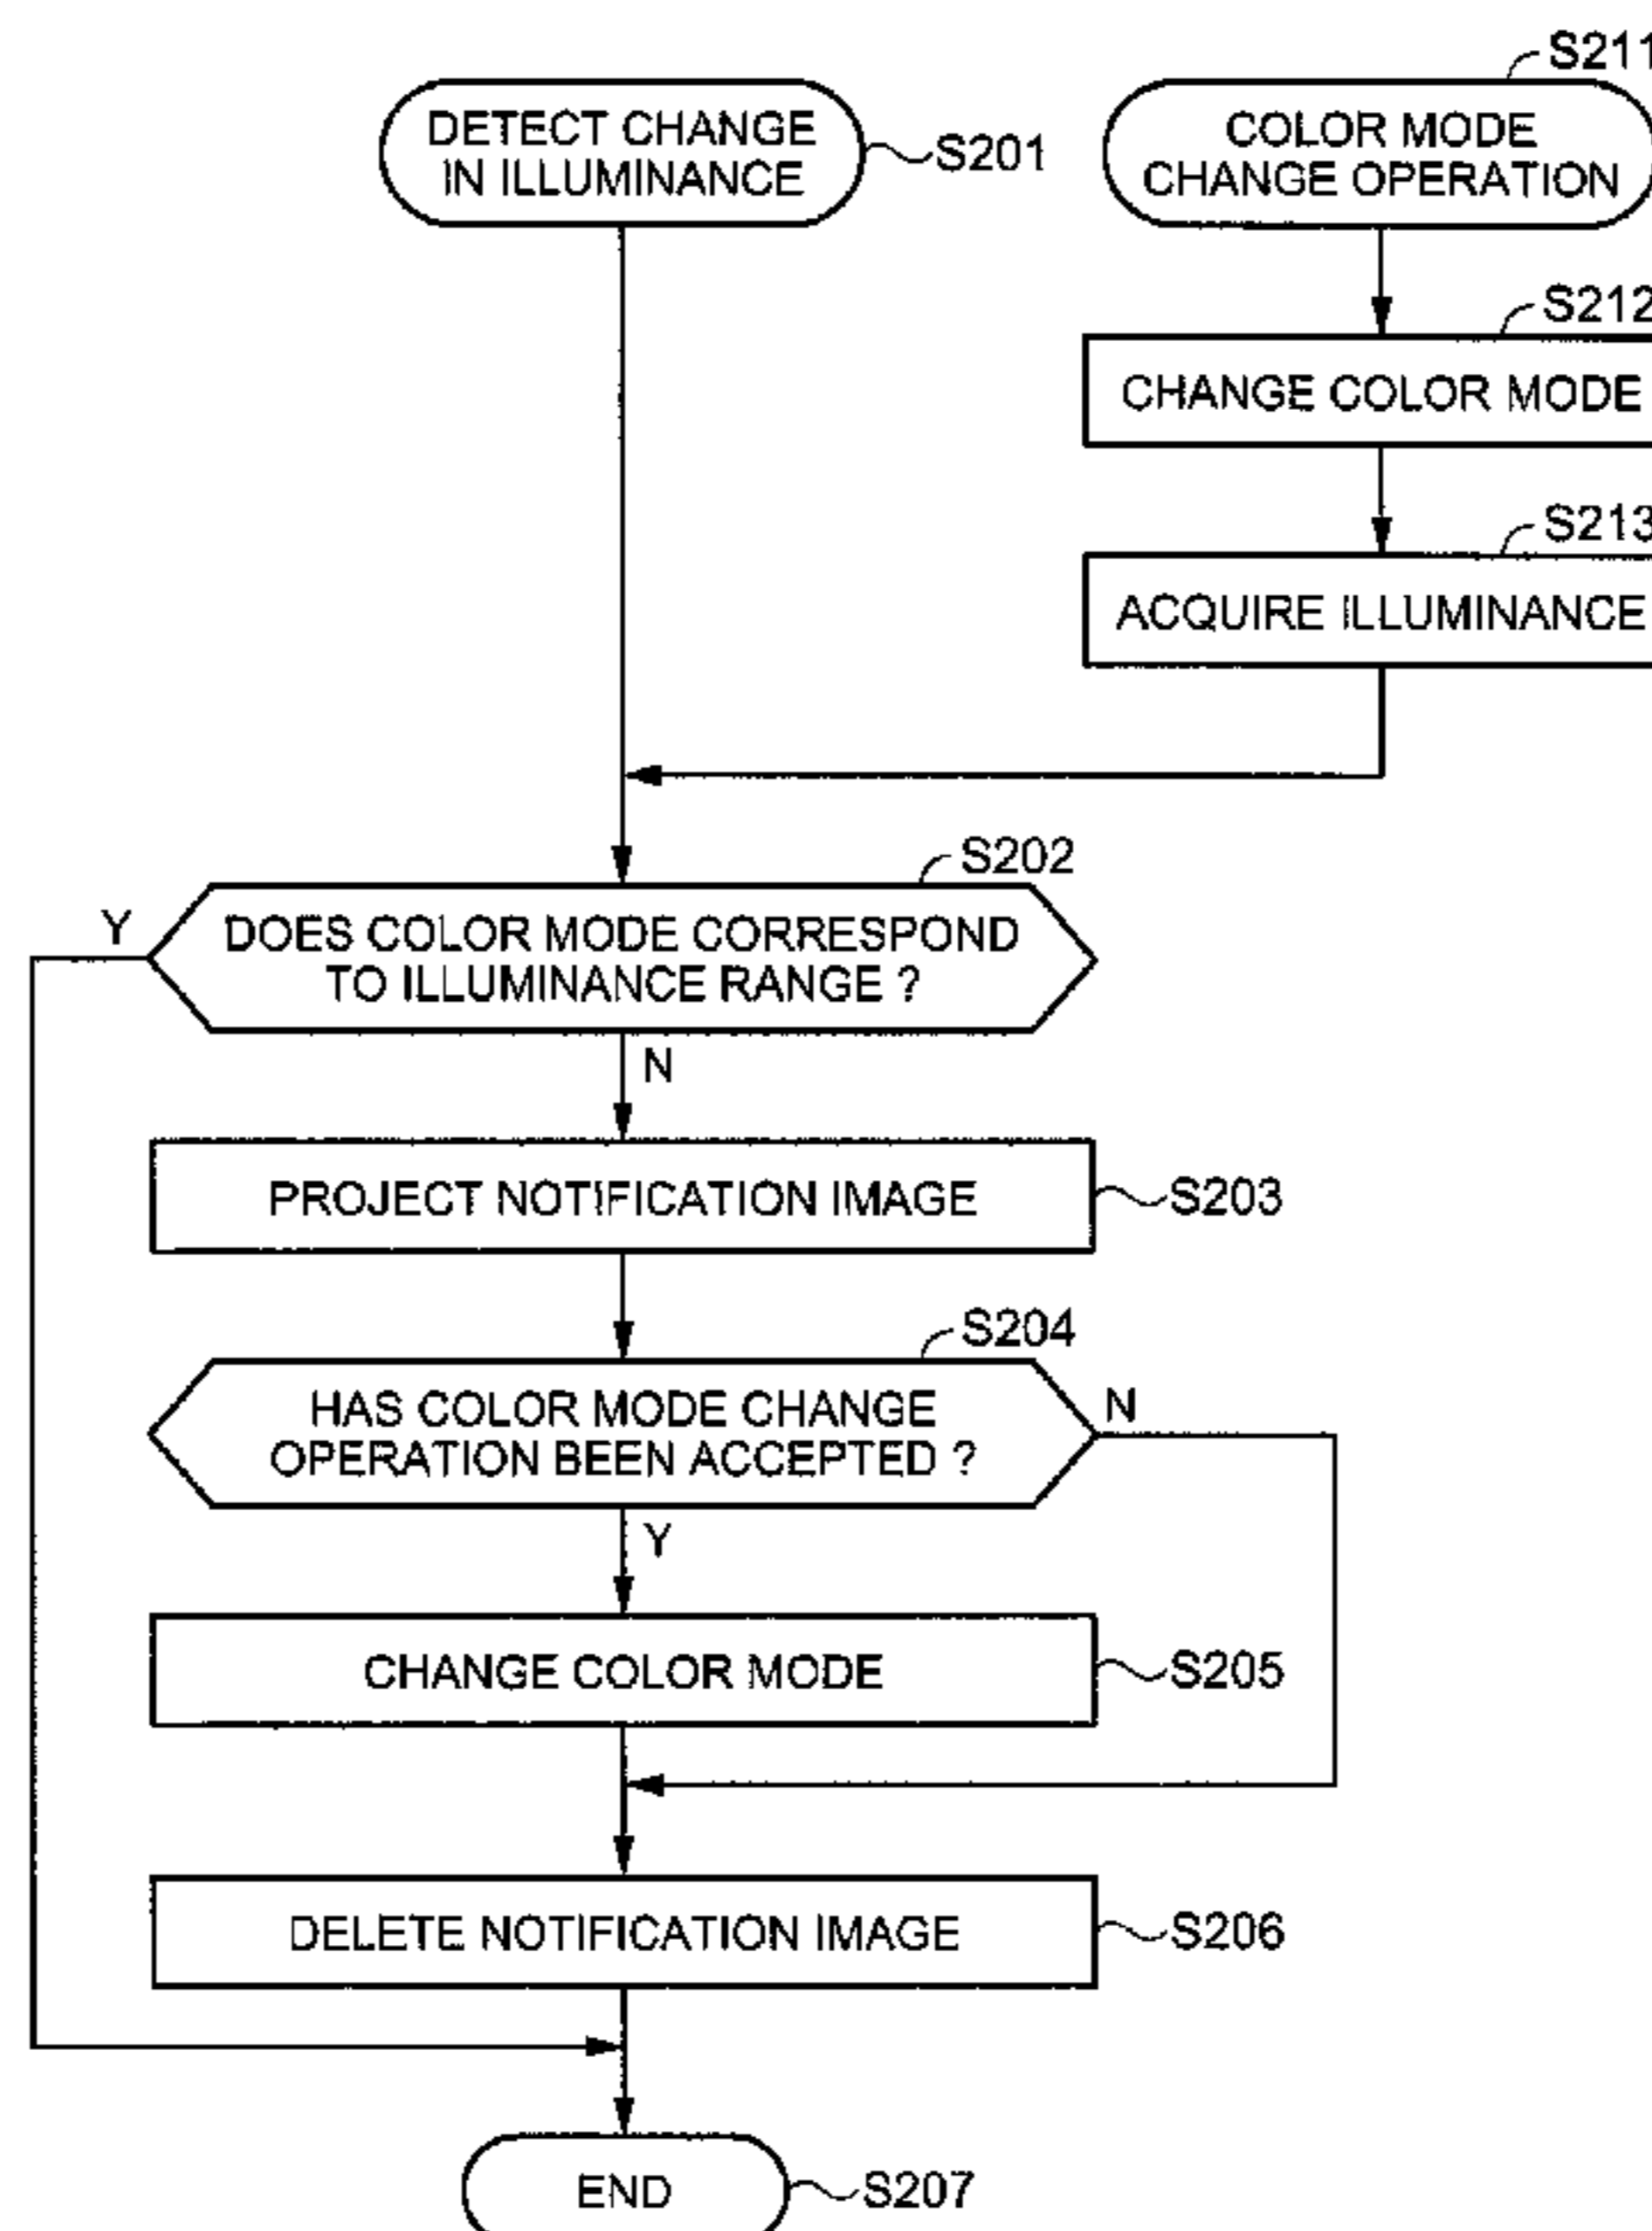 S211
DETECT CHANGE
IN ILLUMINANCE
S201
COLOR MODE
CHANGE OPERATION
S212
CHANGE COLOR MODE
S213
ACQUIRE ILLUMINANCE
S202
Y
DOES COLOR MODE CORRESPOND
TO ILLUMINANCE RANGE ?
N
PROJECT NOTIFICATION IMAGE
S203
S204
HAS COLOR MODE CHANGE
OPERATION BEEN ACCEPTED ?
N
Y
CHANGE COLOR MODE
S205
DELETE NOTIFICATION IMAGE
S206
END
S207